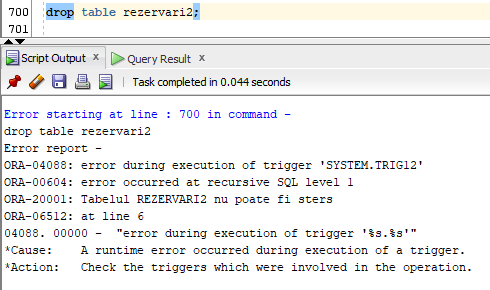 700 drop table rezervari2;
701
Script Output x Query Result x
Task completed in 0.044 seconds
Error starting at line : 700 in command -
drop table rezervari2
Error report -
ORA-04088: error during execution of trigger 'SYSTEM.TRIG12'
ORA-00604: error occurred at recursive SQL level 1
ORA-20001: Tabelul REZERVARI2 nu poate fi sters
ORA-06512: at line 6
04088. 00000 -  "error during execution of trigger '%s.%s'"
*Cause:    A runtime error occurred during execution of a trigger.
*Action:   Check the triggers which were involved in the operation.